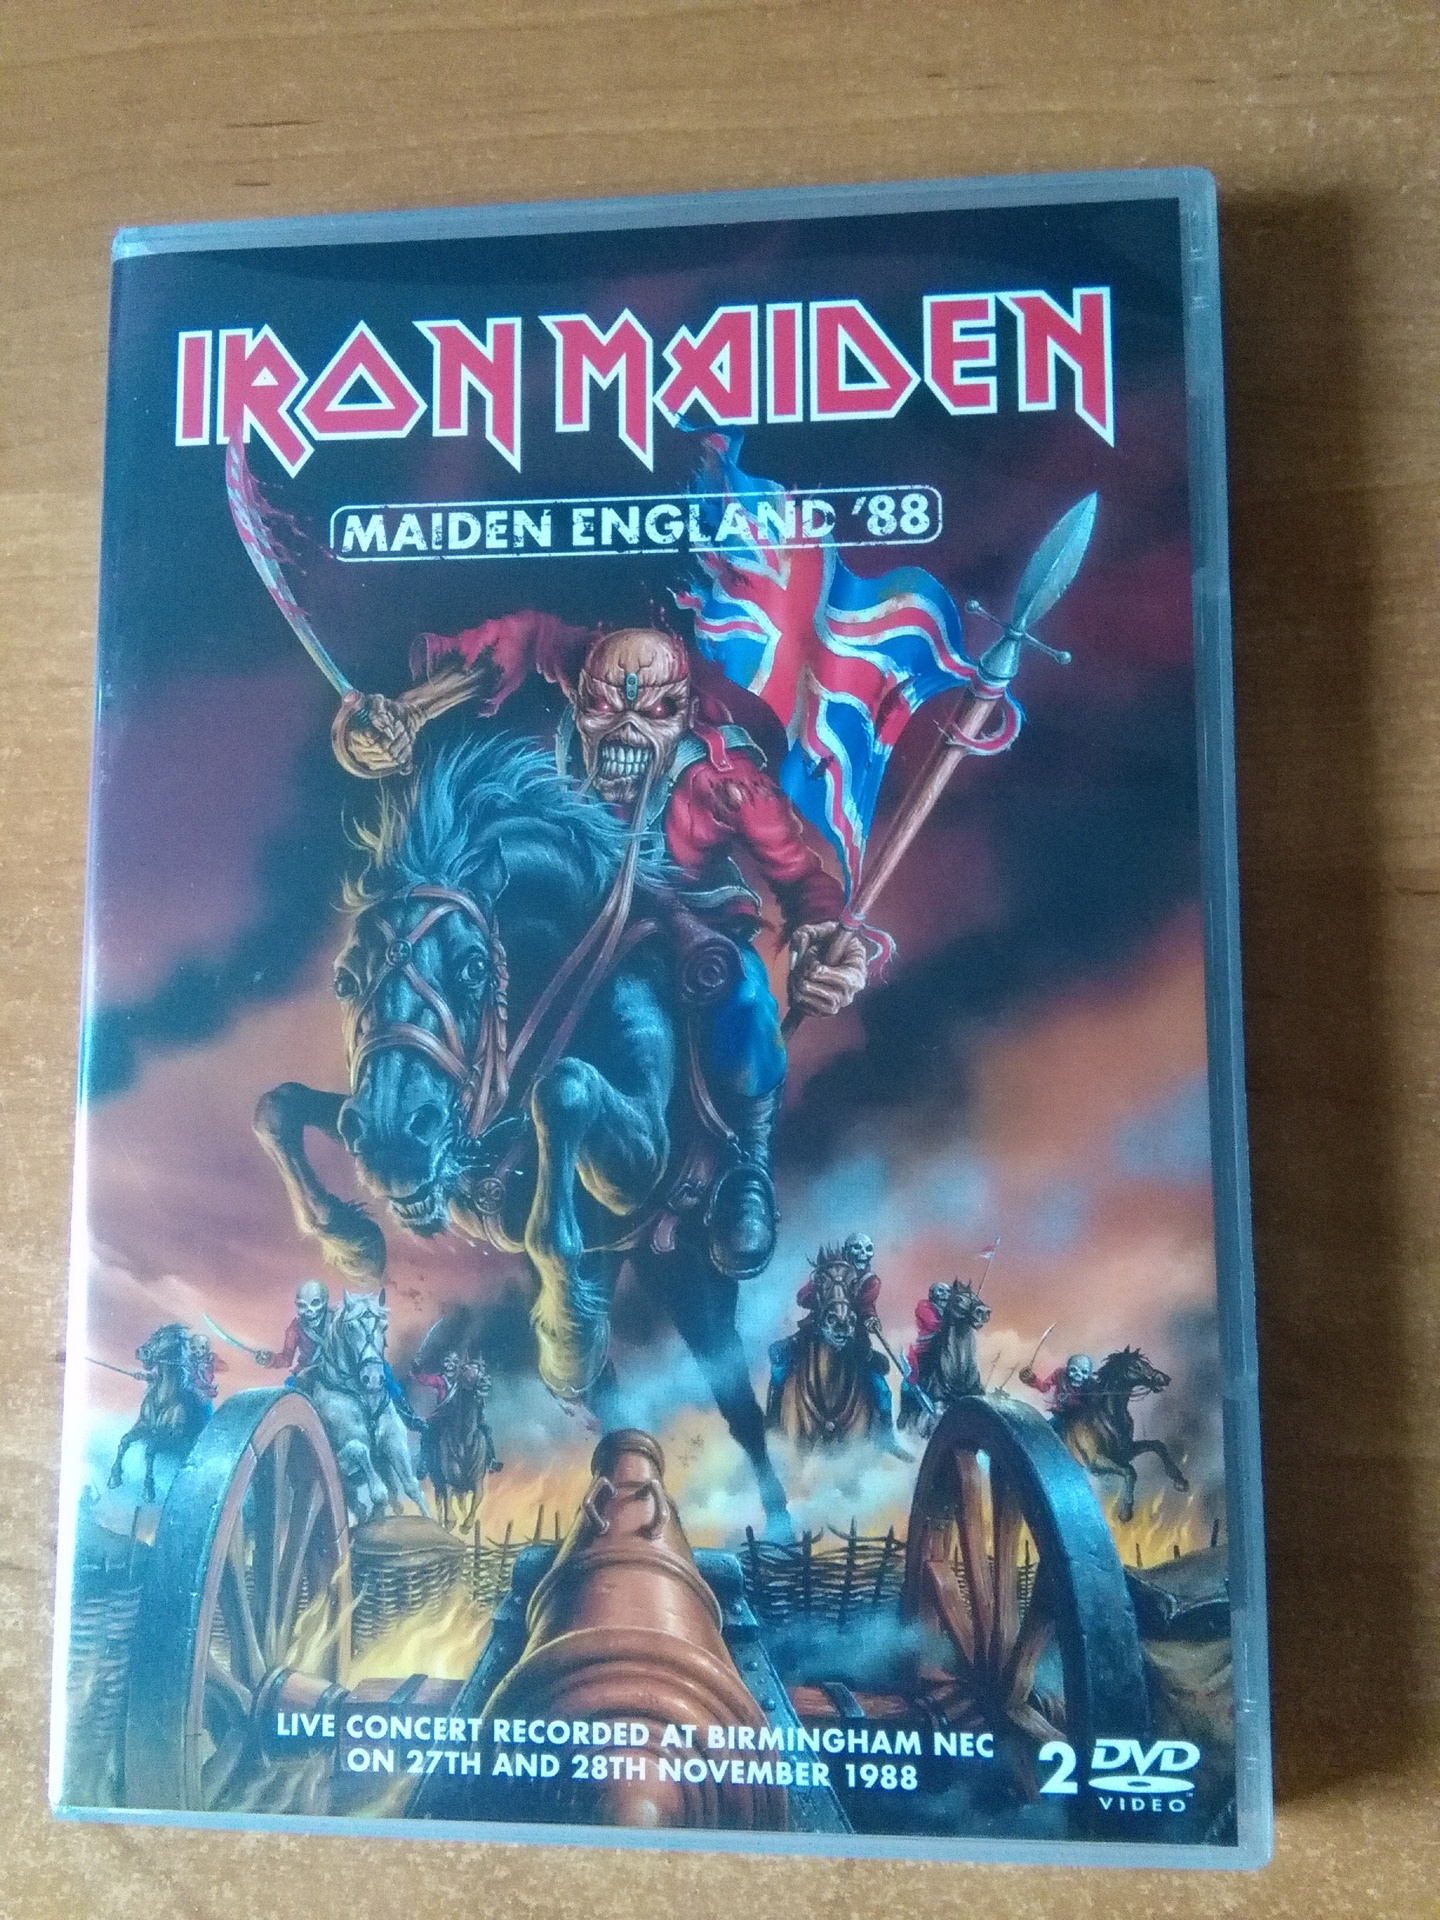 IRON MAIDEN
MAIDEN ENGLAND '88
LIVE CONCERT RECORDED AT BIRMINGHAM NEC
ON 27TH AND 28TH NOVEMBER 1988
2 DVD
VIDEO™